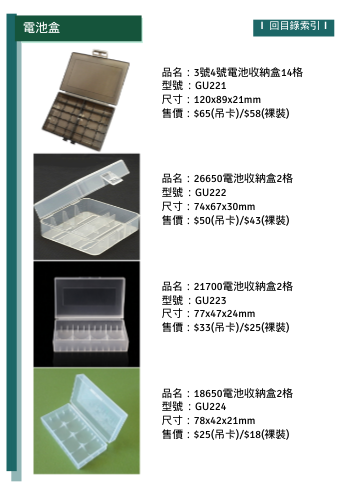 電池盒
回目錄索引
品名：3號4號電池收納盒14格
型號：GU221
尺寸：120x89x21mm
售價：$65(吊卡)/$58(裸裝)
品名：26650電池收納盒2格
型號：GU222
尺寸：74x67x30mm
售價：$50(吊卡)/$43(裸裝)
品名：21700電池收納盒2格
型號：GU223
尺寸：77x47x24mm
售價：$33(吊卡)/$25(裸裝)
品名：18650電池收納盒2格
型號：GU224
尺寸：78x42x21mm
售價：$25(吊卡)/$18(裸裝)